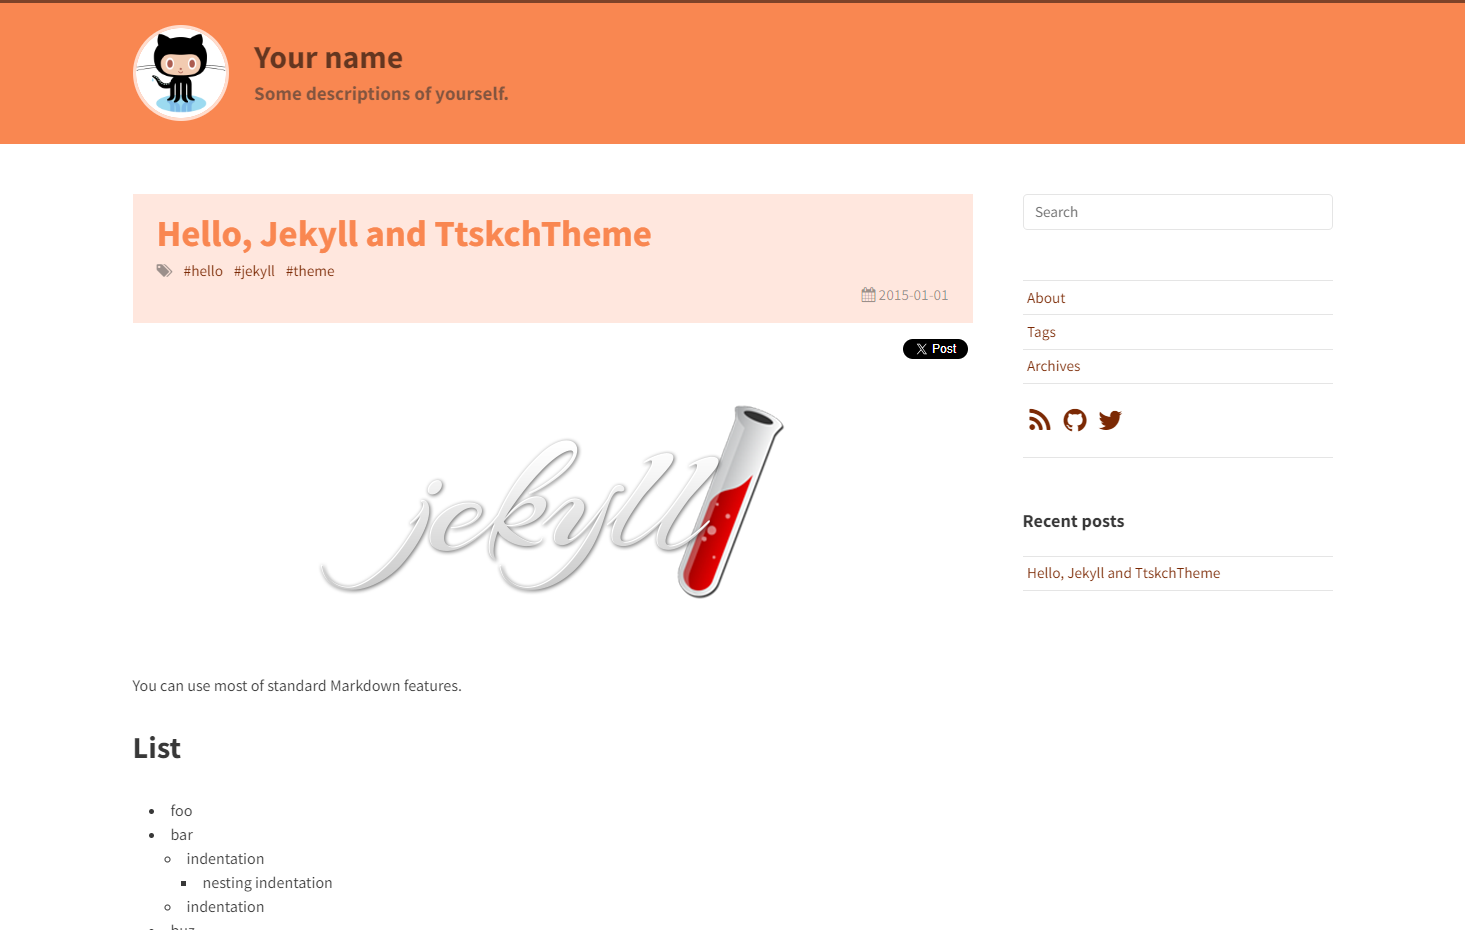 Your name
Some descriptions of yourself.
Hello, Jekyll and TtskchTheme
#hello #jekyll #theme
2015-01-01
Post
jekyll
You can use most of standard Markdown features.
List
foo
bar
indentation
nesting indentation
indentation
buz
Search
About
Tags
Archives
Recent posts
Hello, Jekyll and TtskchTheme